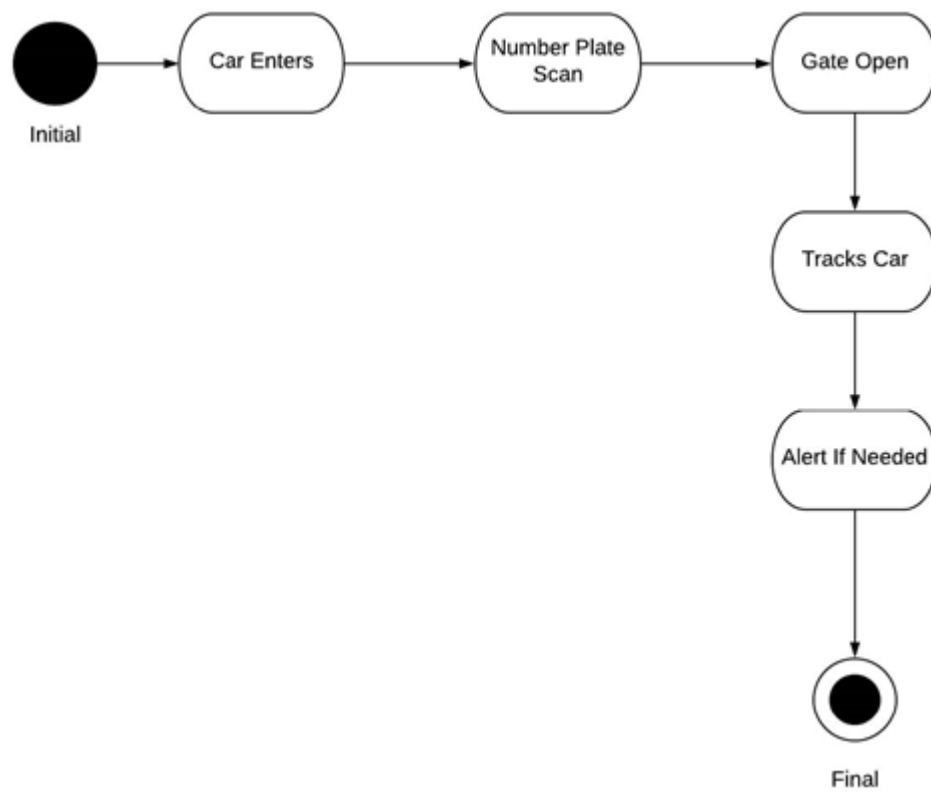 Car Enters
Number Plate
Scan
Gate Open
Initial
Tracks Car
Alert If Needed
Final